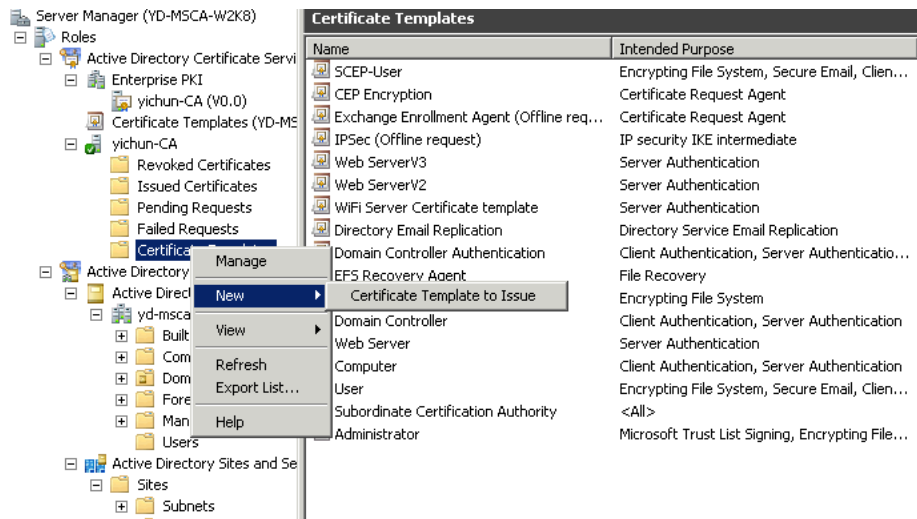 Server Manager (YD-MSCA-W2K8)
Roles
Active Directory Certificate Servi
Enterprise PKI
yichun-CA (V0.0)
Certificate Templates (YD-MS
yichun-CA
Revoked Certificates
Issued Certificates
Pending Requests
Failed Requests
Certificate
Active Directory
Active Direct
yd-msca
Built
Com
Dom
Fore
Man
Users
Active Directory Sites and Se
Sites
Subnets
Manage
New
View
Refresh
Export List...
Help
Certificate Template to Issue
Certificate Templates
Name Intended Purpose
SCEP-User Encrypting File System, Secure Email, Clien...
CEP Encryption Certificate Request Agent
Exchange Enrollment Agent (Offline req... Certificate Request Agent
IPSec (Offline request) IP security IKE intermediate
Web ServerV3 Server Authentication
Web ServerV2 Server Authentication
WiFi Server Certificate template Server Authentication
Directory Email Replication Directory Service Email Replication
Domain Controller Authentication Client Authentication, Server Authenticatio...
EFS Recovery Agent File Recovery
Encrypting File System
Domain Controller Client Authentication, Server Authentication
Web Server Server Authentication
Computer Client Authentication, Server Authentication
User Encrypting File System, Secure Email, Clien...
Subordinate Certification Authority <All>
Administrator Microsoft Trust List Signing, Encrypting File...